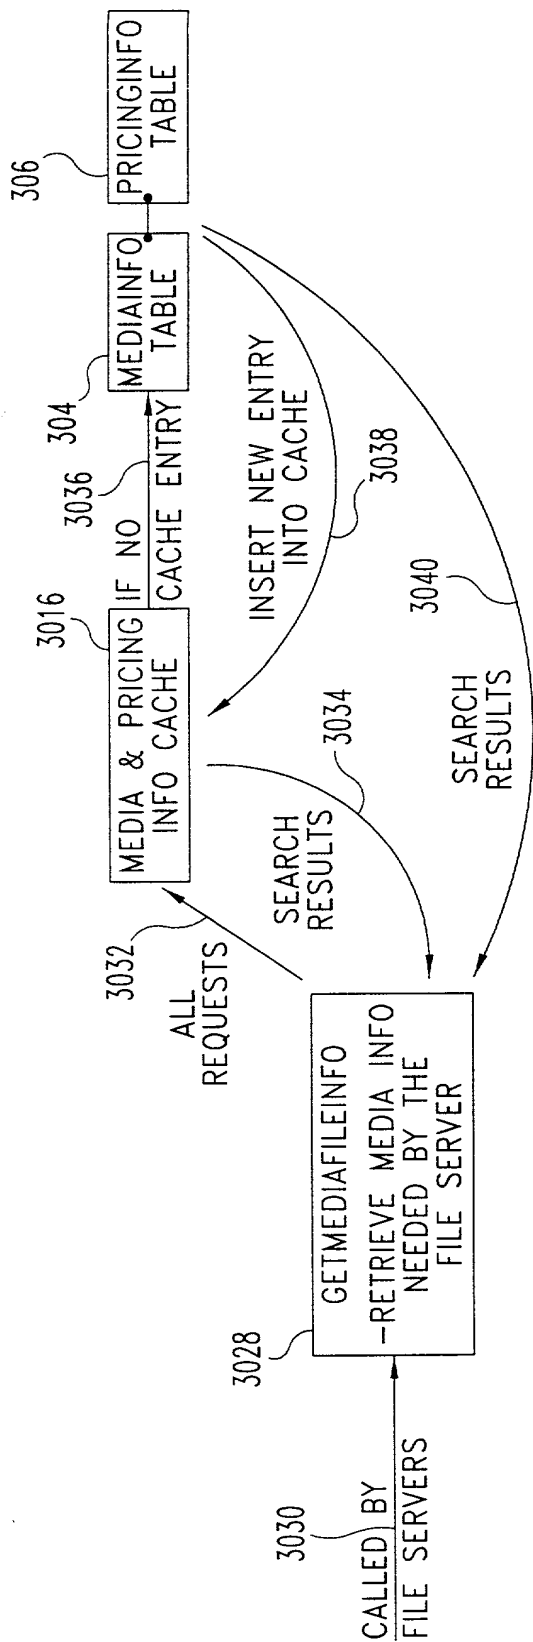 CALLED BY
FILE SERVERS
3030
3028
GETMEDIAFILEINFO
-RETRIEVE MEDIA INFO
NEEDED BY THE
FILE SERVER
ALL
REQUESTS
3032
3016
MEDIA & PRICING
INFO CACHE
SEARCH
RESULTS
3034
IF NO
CACHE ENTRY
3036
INSERT NEW ENTRY
INTO CACHE
3038
SEARCH
RESULTS
3040
304
MEDIAINFO
TABLE
306
PRICINGINFO
TABLE